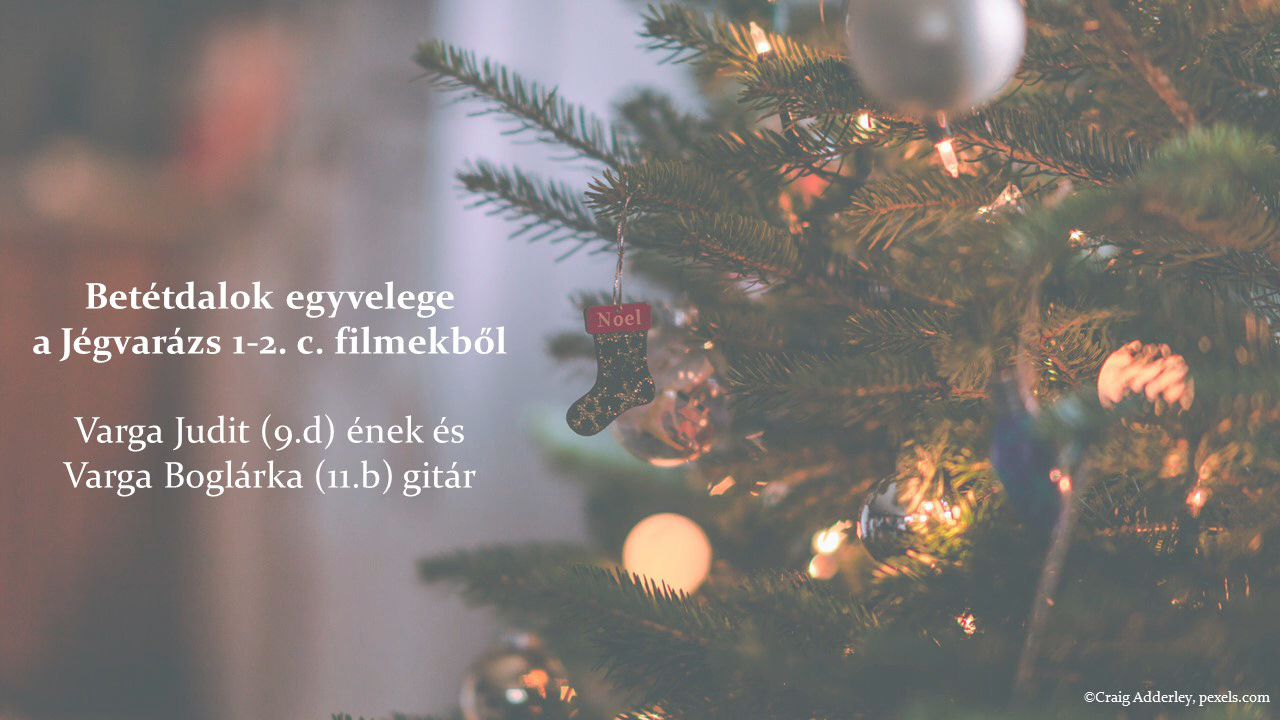 Betétdalok egyvelege
a Jégvarázs 1-2. c. filmekből
Varga Judit (9.d) ének és
Varga Boglárka (11.b) gitár
Noel
©Craig Adderley, pexels.com